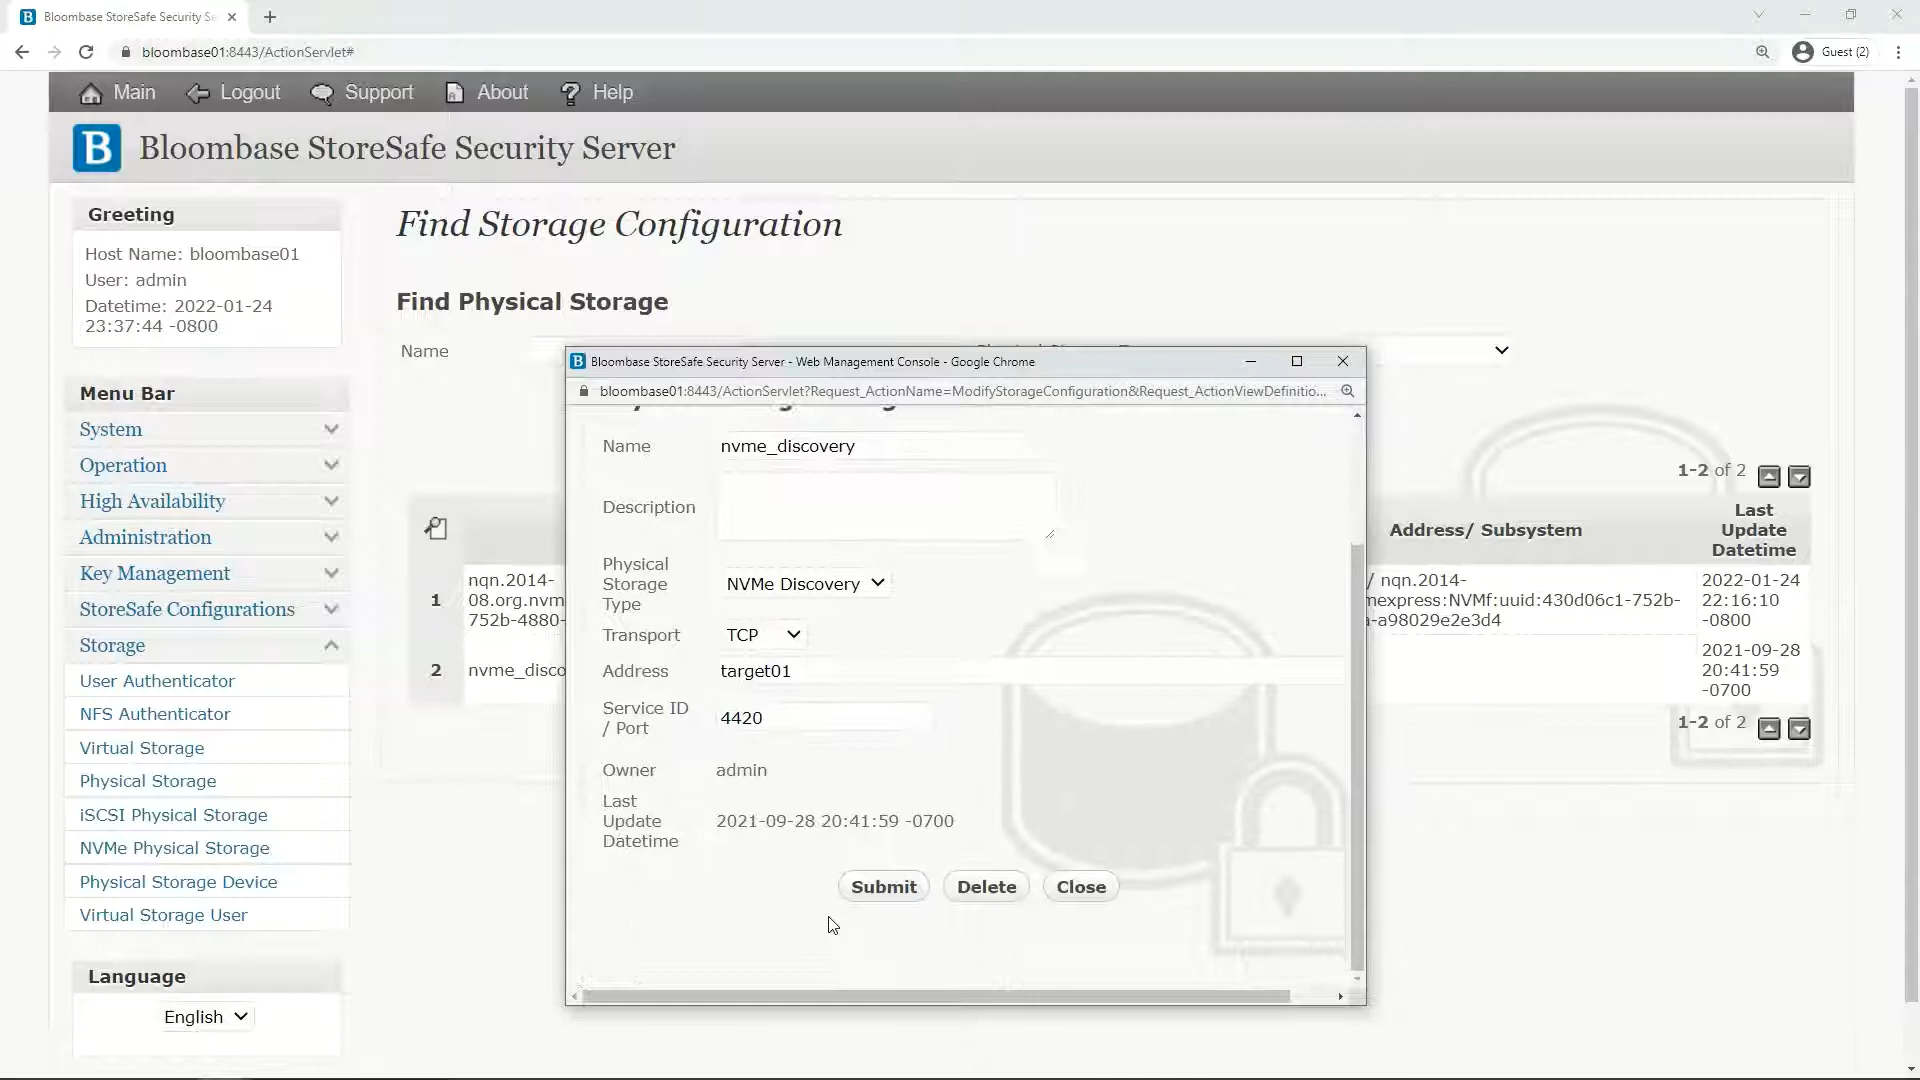 Bloombase StoreSafe Security Se
bloombase01:8443/ActionServlet#
Guest (2)
Main
Logout
Support
About
Help
B
Bloombase StoreSafe Security Server
Greeting
Host Name: bloombase01
User: admin
Datetime: 2022-01-24
23:37:44 -0800
Menu Bar
System
Operation
High Availability
Administration
Key Management
StoreSafe Configurations
Storage
User Authenticator
NFS Authenticator
Virtual Storage
Physical Storage
iSCSI Physical Storage
NVMe Physical Storage
Physical Storage Device
Virtual Storage User
Language
English
Find Storage Configuration
Find Physical Storage
Name
1-2 of 2
Address/ Subsystem
Last
Update
Datetime
1
nqn.2014-
08.org.nvm
752b-4880-
/ nqn.2014-
nexpress:NVMf:uuid:430d06c1-752b-
-a98029e2e3d4
2022-01-24
22:16:10
-0800
2
nvme_disco
2021-09-28
20:41:59
-0700
1-2 of 2
Bloombase StoreSafe Security Server - Web Management Console - Google Chrome
bloombase01:8443/ActionServlet?Request_ActionName=ModifyStorageConfiguration&Request_ActionViewDefinitio...
Name
nvme_discovery
Description
Physical
Storage
Type
NVMe Discovery
Transport
TCP
Address
target01
Service ID
/ Port
4420
Owner
admin
Last
Update
Datetime
2021-09-28 20:41:59 -0700
Submit
Delete
Close